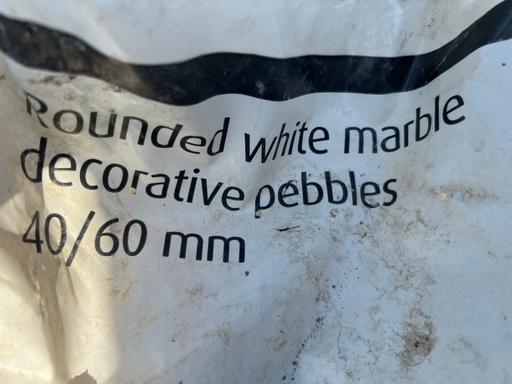 Rounded white marble
decorative pebbles
40/60 mm